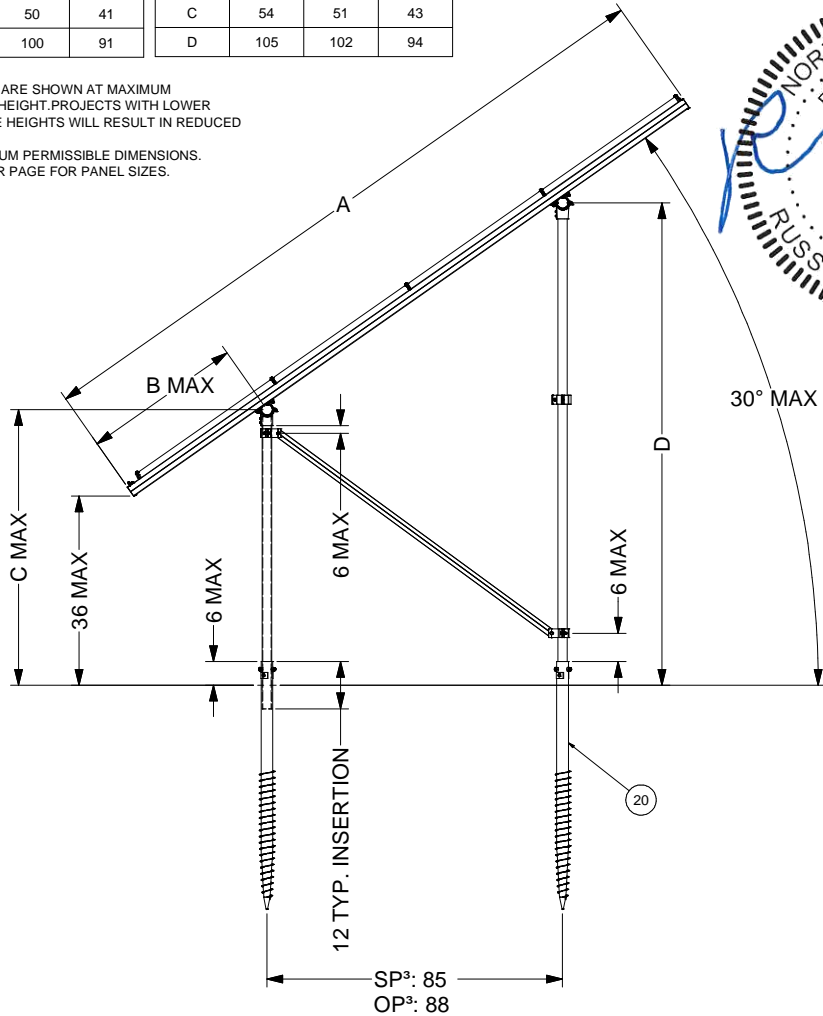 50 41
100 91
C 54 51 43
D 105 102 94
ARE SHOWN AT MAXIMUM
HEIGHT.PROJECTS WITH LOWER
E HEIGHTS WILL RESULT IN REDUCED
UM PERMISSIBLE DIMENSIONS.
R PAGE FOR PANEL SIZES.
NOR
RUSS
A
B MAX
30° MAX
C MAX
36 MAX
6 MAX
6 MAX
D
6 MAX
12 TYP. INSERTION
20
SP³: 85
OP³: 88